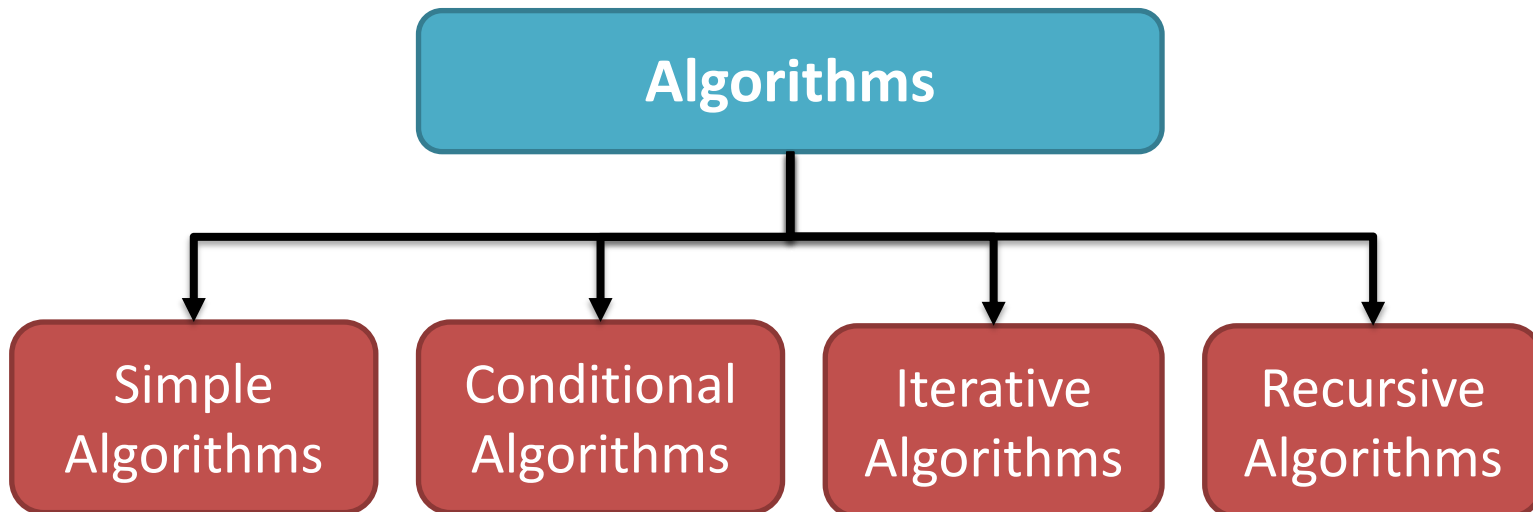 Algorithms
Simple
Algorithms
Conditional
Algorithms
Iterative
Algorithms
Recursive
Algorithms